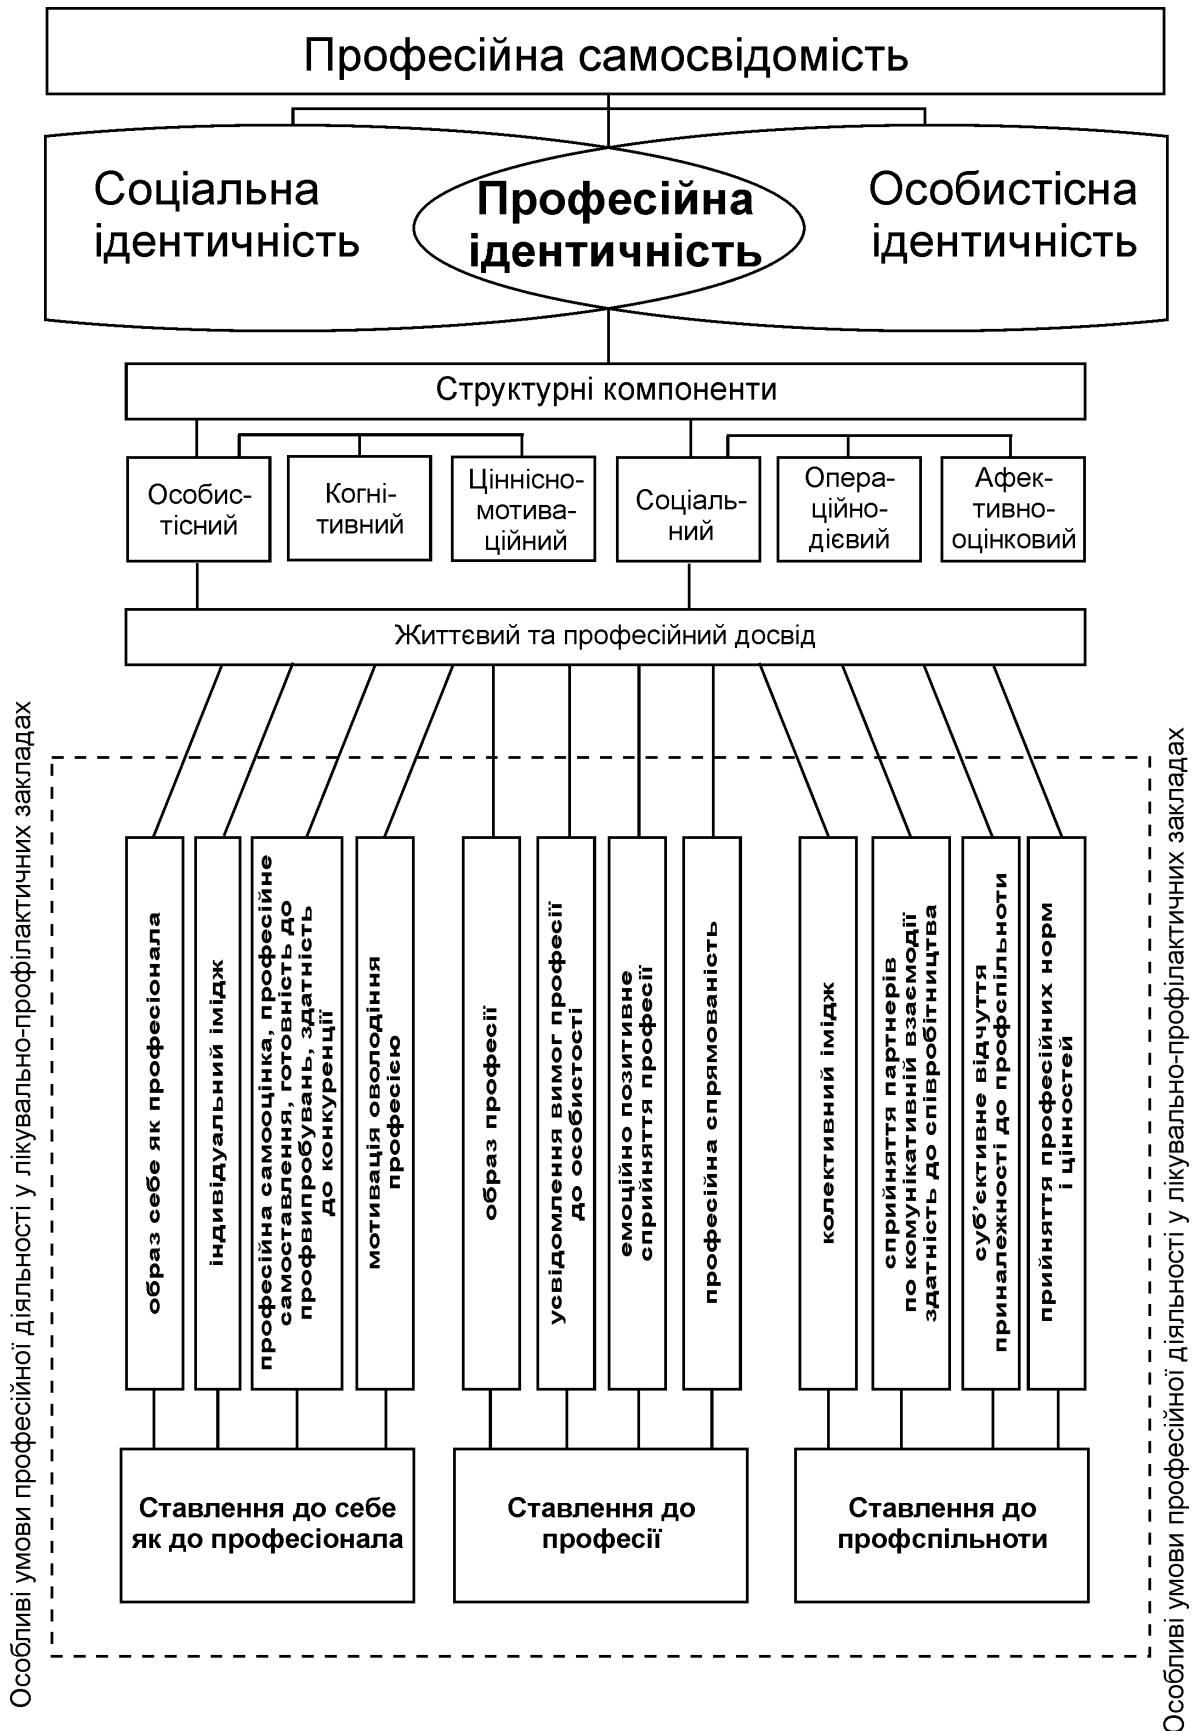 Професійна самосвідомість
Соціальна
ідентичність
Професійна
ідентичність
Особистісна
ідентичність
Структурні компоненти
Особис-
тісний
Когні-
тивний
Ціннісно-
мотива-
ційний
Соціаль-
ний
Опера-
ційно-
дієвий
Афек-
тивно-
оцінковий
Життєвий та професійний досвід
Особливі умови професійної діяльності у лікувально-профілактичних закладах
образ себе як професіонала
індивідуальний імідж
професійна самооцінка, професійне
самоставлення, готовність до
профвипробувань, здатність
до конкуренції
мотивація оволодіння
професією
образ професії
усвідомлення вимог професії
до особистості
емоційно позитивне
сприйняття професії
професійна спрямованість
колективний імідж
сприйняття партнерів
по комунікативній взаємодії
здатність до співробітництва
суб’єктивне відчуття
приналежності до профспільноти
прийняття професійних норм
і цінностей
Особливі умови професійної діяльності у лікувально-профілактичних закладах
Ставлення до себе
як до професіонала
Ставлення до
професії
Ставлення до
профспільноти